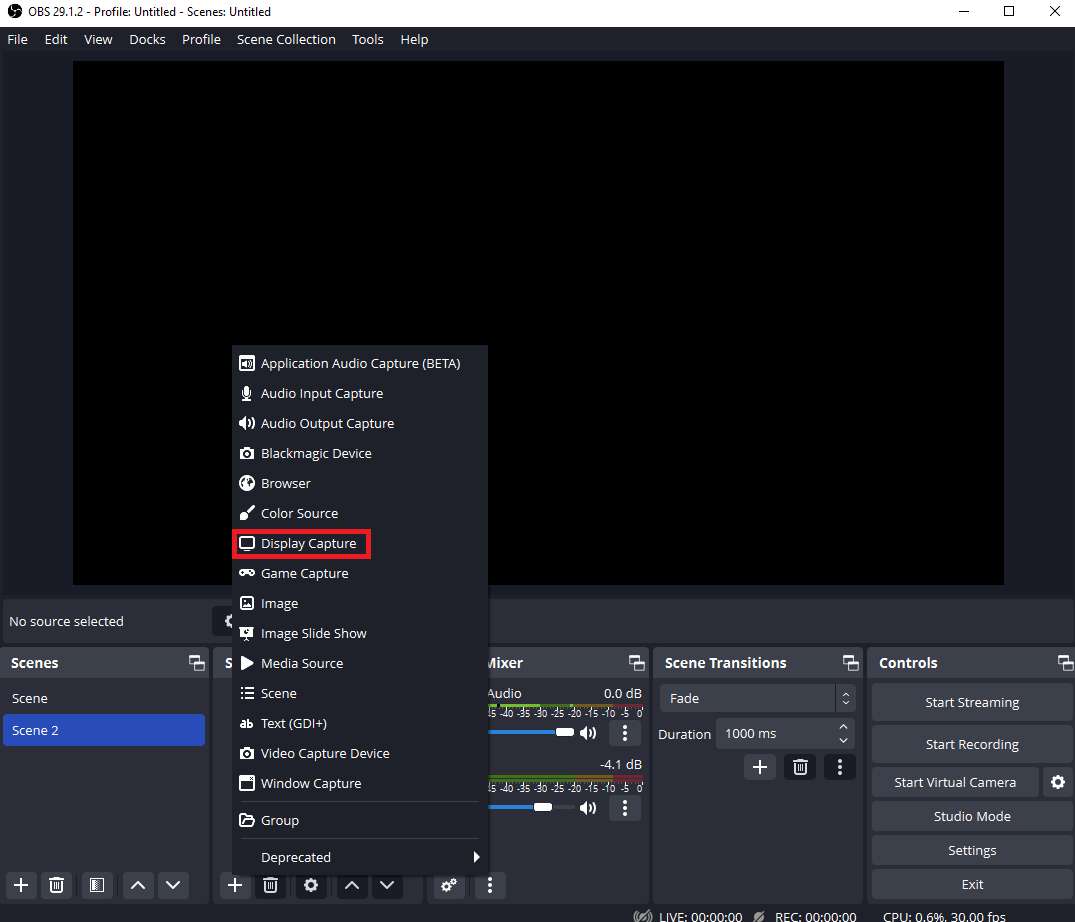 OBS 29.1.2 - Profile: Untitled - Scenes: Untitled
File Edit View Docks Profile Scene Collection Tools Help
Application Audio Capture (BETA)
Audio Input Capture
Audio Output Capture
Blackmagic Device
Browser
Color Source
Display Capture
Game Capture
Image
Image Slide Show
Media Source
Scene
ab Text (GDI+)
Video Capture Device
Window Capture
Group
Deprecated
No source selected
Scenes
Scene
Scene 2
S
Mixer
Audio 0.0 dB
-40 -35 -30 -25 -20 -15 -10 -5 0
-4.1 dB
-40 -35 -30 -25 -20 -15 -10 -5 0
Scene Transitions
Fade
Duration 1000 ms
Controls
Start Streaming
Start Recording
Start Virtual Camera
Studio Mode
Settings
Exit
LIVE: 00:00:00 REC: 00:00:00 CPU: 0.6%, 30.00 fps